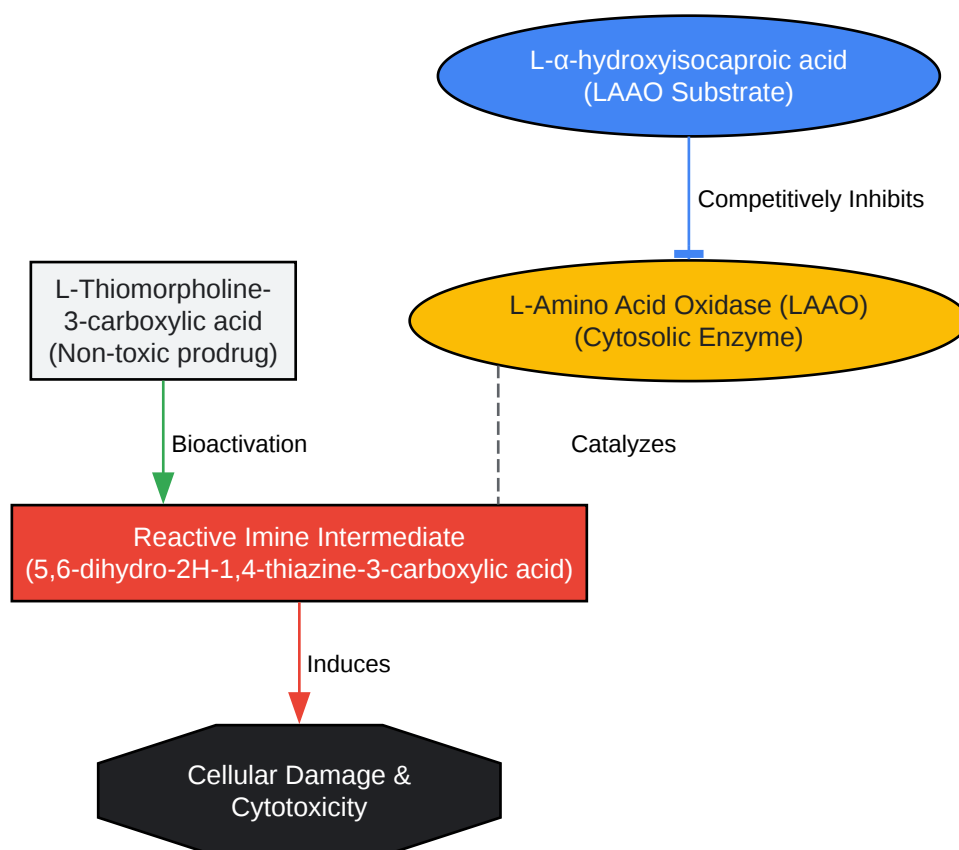 L-α-hydroxyisocaproic acid
(LAAO Substrate)
Competitively Inhibits
L-Thiomorpholine-
3-carboxylic acid
(Non-toxic prodrug)
L-Amino Acid Oxidase (LAAO)
(Cytosolic Enzyme)
Bioactivation
Catalyzes
Reactive Imine Intermediate
(5,6-dihydro-2H-1,4-thiazine-3-carboxylic acid)
Induces
Cellular Damage &
Cytotoxicity